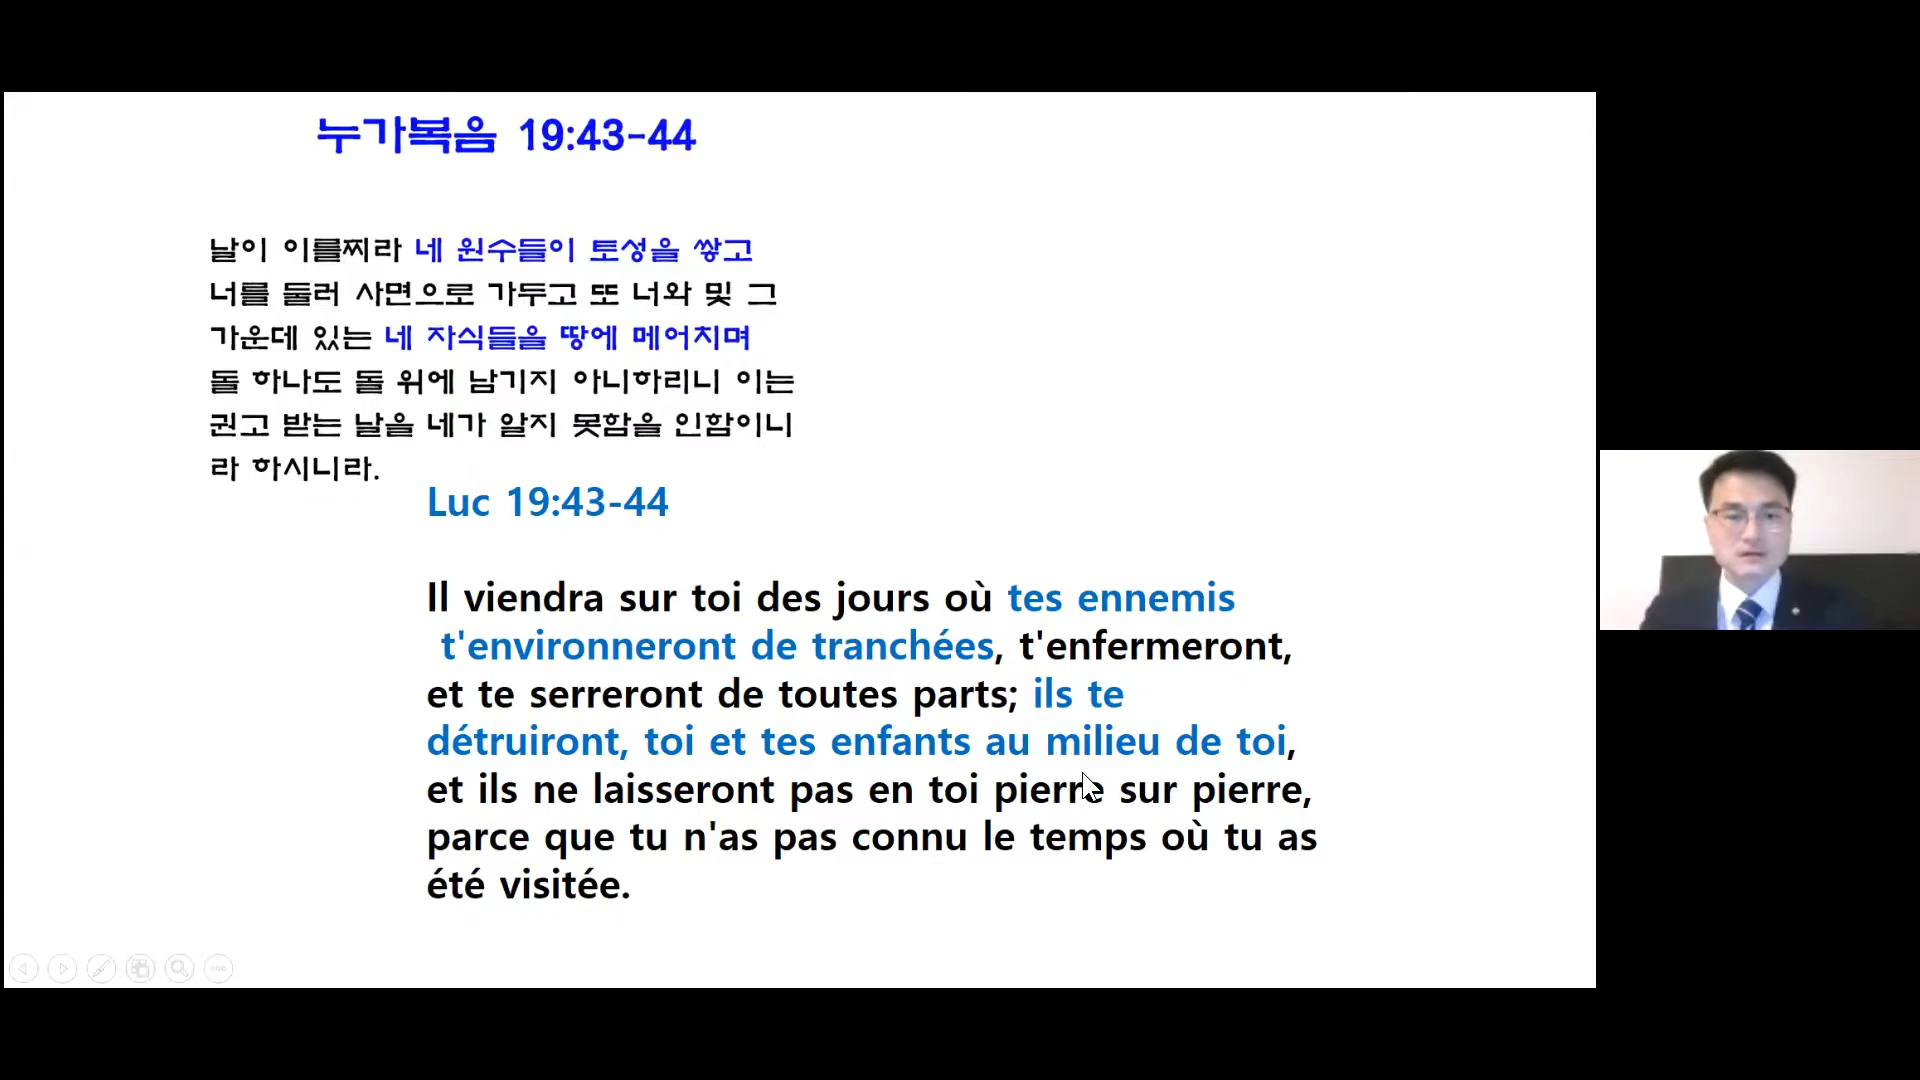 누가복음 19:43-44
날이 이를찌라 네 원수들이 토성을 쌓고
너를 둘러 사면으로 가두고 또 너와 및 그
가운데 있는 네 자식들을 땅에 메어치며
돌 하나도 돌 위에 남기지 아니하리니 이는
권고 받는 날을 네가 알지 못함을 인함이니
라 하시니라.
Luc 19:43-44
Il viendra sur toi des jours où tes ennemis
t'environneront de tranchées, t'enfermeront,
et te serreront de toutes parts; ils te
détruiront, toi et tes enfants au milieu de toi,
et ils ne laisseront pas en toi pierre sur pierre,
parce que tu n'as pas connu le temps où tu as
été visitée.